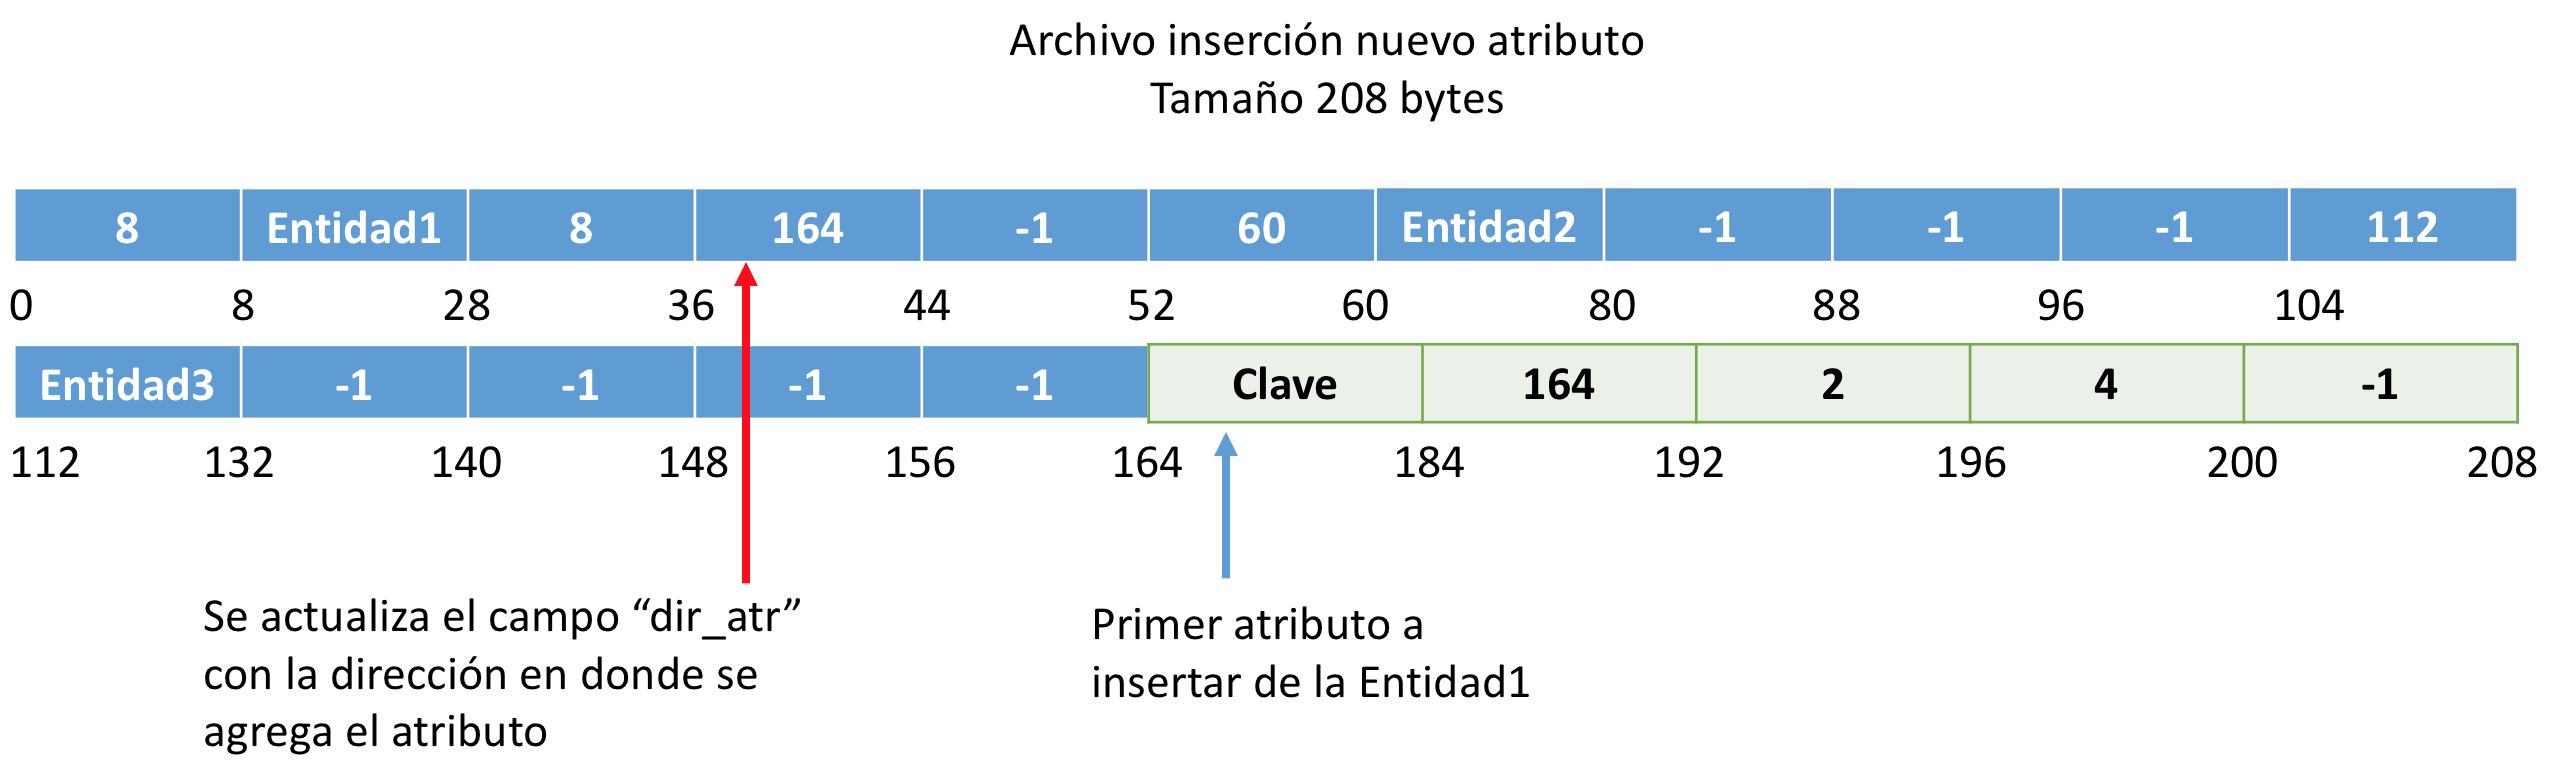 Archivo inserción nuevo atributo
Tamaño 208 bytes
8 Entidad1 8 164 -1 60 Entidad2 -1 -1 -1 112
0 8 28 36 44 52 60 80 88 96 104
Entidad3 -1 -1 -1 -1 Clave 164 2 4 -1
112 132 140 148 156 164 184 192 196 200 208
Se actualiza el campo “dir_atr”
con la dirección en donde se
agrega el atributo
Primer atributo a
insertar de la Entidad1